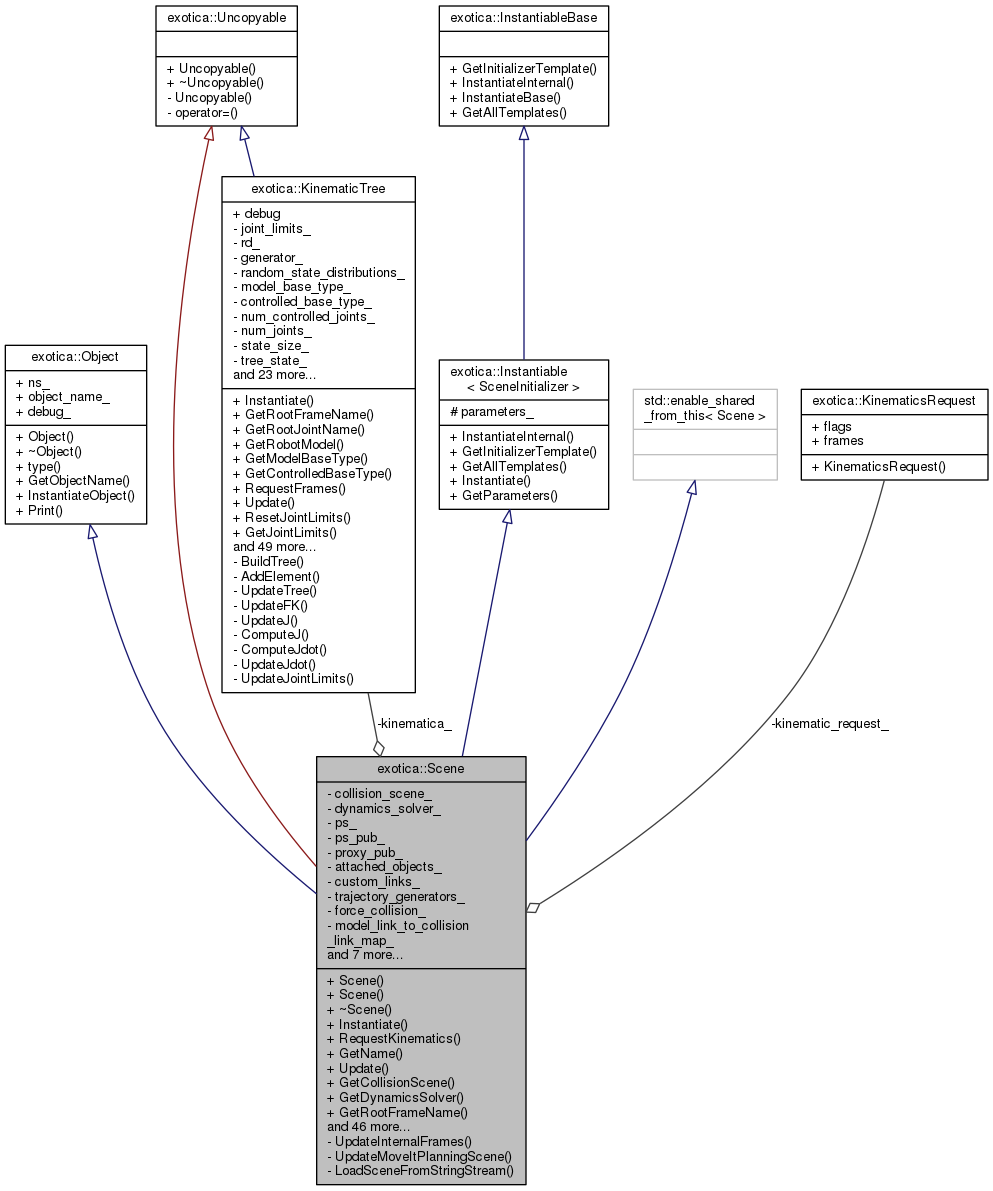 exotica::Uncopyable
+ Uncopyable()
+ ~Uncopyable()
- Uncopyable()
- operator=()
exotica::InstantiableBase
+ GetInitializerTemplate()
+ InstantiateInternal()
+ InstantiateBase()
+ GetAllTemplates()
exotica::KinematicTree
+ debug
- joint_limits_
- rd_
- generator_
- random_state_distributions_
- model_base_type_
- controlled_base_type_
- num_controlled_joints_
- num_joints_
- state_size_
- tree_state_
and 23 more...
+ Instantiate()
+ GetRootFrameName()
+ GetRootJointName()
+ GetRobotModel()
+ GetModelBaseType()
+ GetControlledBaseType()
+ RequestFrames()
+ Update()
+ ResetJointLimits()
+ GetJointLimits()
and 49 more...
- BuildTree()
- AddElement()
- UpdateTree()
- UpdateFK()
- UpdateJ()
- ComputeJ()
- ComputeJdot()
- UpdateJdot()
- UpdateJointLimits()
exotica::Object
+ ns_
+ object_name_
+ debug_
+ Object()
+ ~Object()
+ type()
+ GetObjectName()
+ InstantiateObject()
+ Print()
exotica::Instantiable
< SceneInitializer >
# parameters_
+ InstantiateInternal()
+ GetInitializerTemplate()
+ GetAllTemplates()
+ Instantiate()
+ GetParameters()
std::enable_shared
_from_this< Scene >
exotica::KinematicsRequest
+ flags
+ frames
+ KinematicsRequest()
-kinematica_
-kinematic_request_
exotica::Scene
- collision_scene_
- dynamics_solver_
- ps_
- ps_pub_
- proxy_pub_
- attached_objects_
- custom_links_
- trajectory_generators_
- force_collision_
- model_link_to_collision
_link_map_
and 7 more...
+ Scene()
+ Scene()
+ ~Scene()
+ Instantiate()
+ RequestKinematics()
+ GetName()
+ Update()
+ GetCollisionScene()
+ GetDynamicsSolver()
+ GetRootFrameName()
and 46 more...
- UpdateInternalFrames()
- UpdateMoveItPlanningScene()
- LoadSceneFromStringStream()